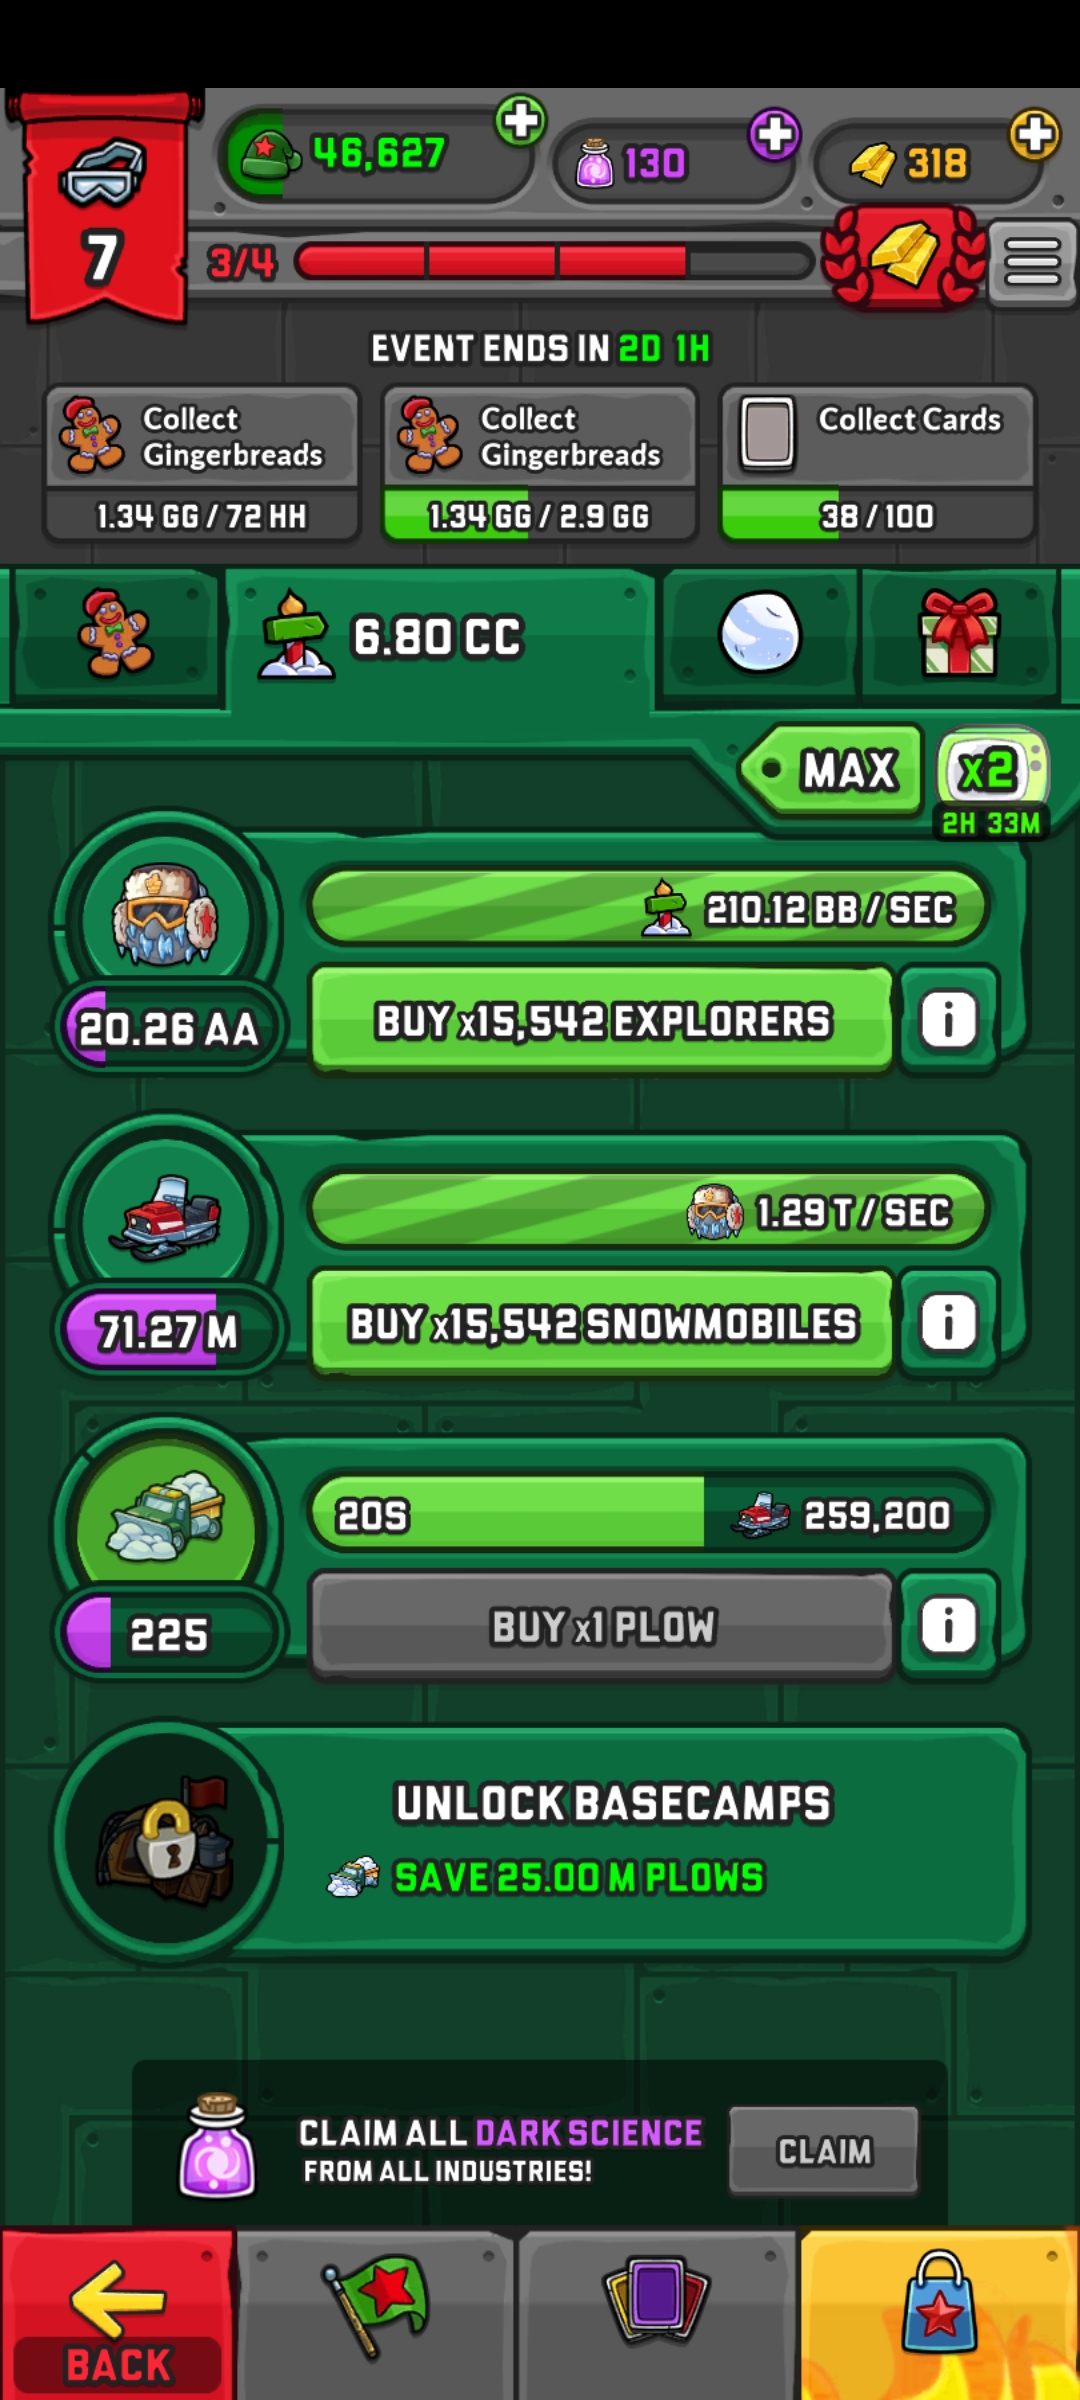 46,627
130
318
7
3/4
EVENT ENDS IN 2D 1H
Collect
Gingerbreads
1.34 GG / 72 HH
Collect
Gingerbreads
1.34 GG / 2.9 GG
Collect Cards
38 / 100
6.80 CC
MAX
x2
2H 33M
210.12 BB / SEC
20.26 AA
BUY x15,542 EXPLORERS
i
1.29 T / SEC
71.27 M
BUY x15,542 SNOWMOBILES
i
20S
259,200
225
BUY x1 PLOW
i
UNLOCK BASECAMPS
SAVE 25.00 M PLOWS
CLAIM ALL DARK SCIENCE
FROM ALL INDUSTRIES!
CLAIM
BACK